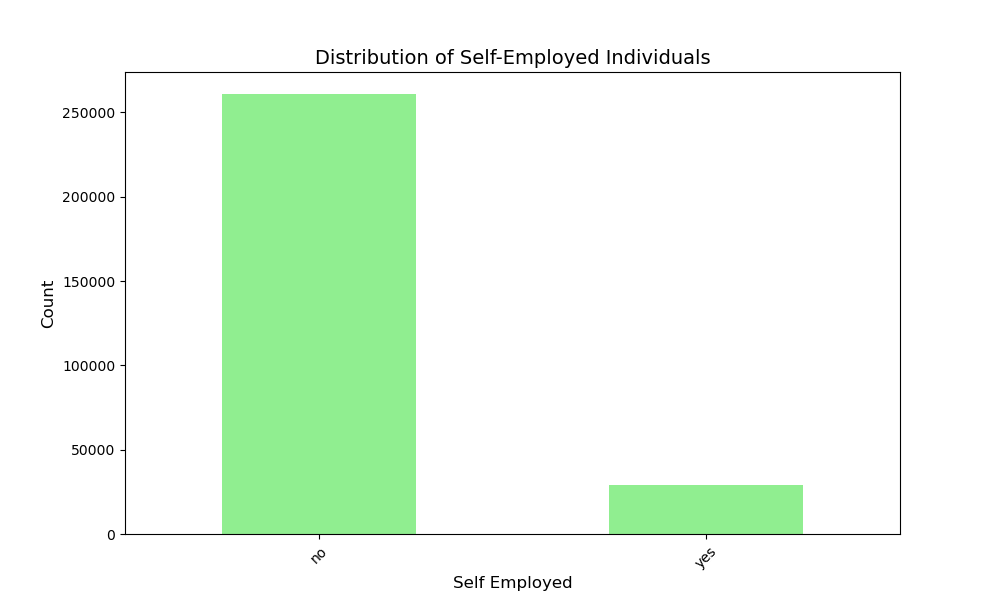 Distribution of Self-Employed Individuals
250000
200000
150000
100000
50000
0
Count
no
yes
Self Employed